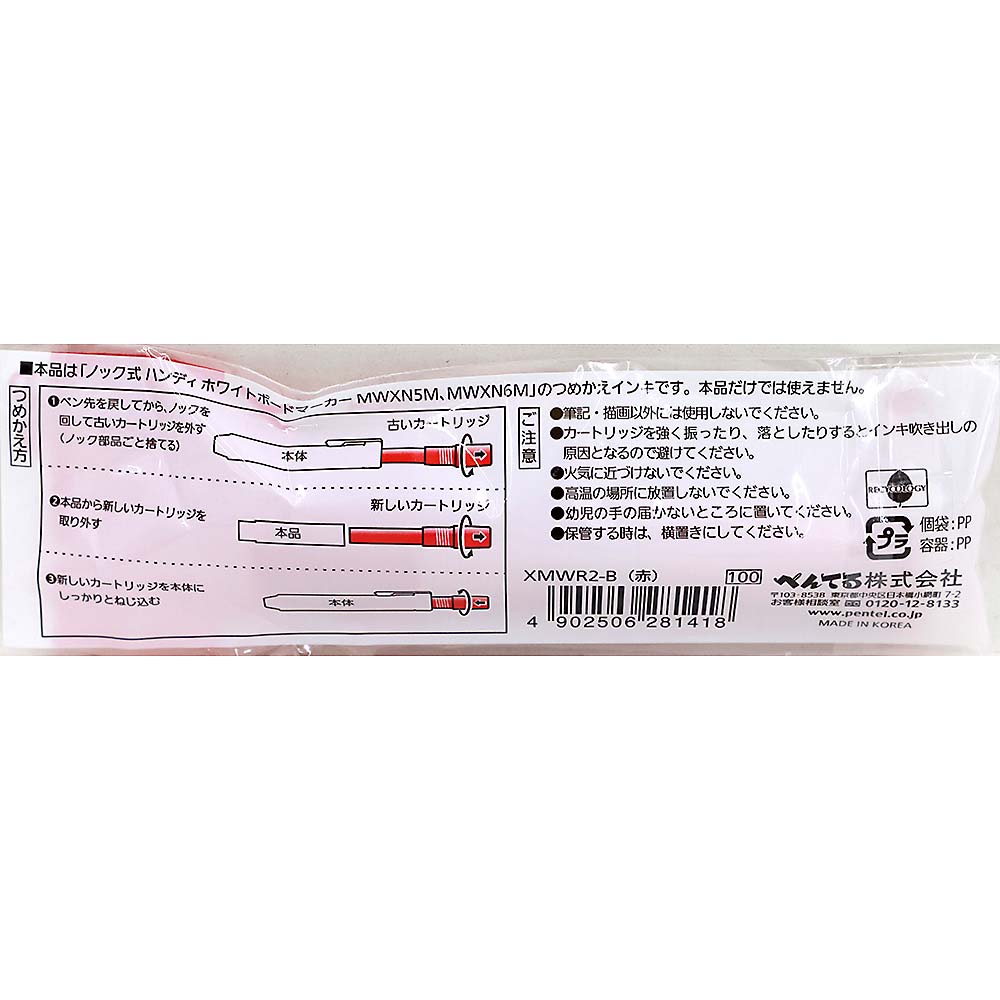 ■本品は「ノック式 ハンディ ホワイトボードマーカー MWXN5M、MWXN6M」のつめかえインキです。本品だけでは使えません。
つめかえ方
❶ペン先を戻してから、ノックを
回して古いカートリッジを外す
(ノック部品ごと捨てる)
古いカートリッジ
本体
❷本品から新しいカートリッジを
取り外す
新しいカートリッジ
本品
❸新しいカートリッジを本体に
しっかりとねじ込む
本体
ご注意
●筆記・描画以外には使用しないでください。
●カートリッジを強く振ったり、落としたりするとインキ吹き出しの
原因となるので避けてください。
●火気に近づけないでください。
●高温の場所に放置しないでください。
●幼児の手の届かないところに置いてください。
●保管する時は、横置きにしてください。
RECYCOLOGY
プラ
個袋:PP
容器:PP
XMWR2-B (赤) 100
4 902506 281418
ぺんてる株式会社
〒103-8538 東京都中央区日本橋小網町 7-2
お客様相談室 0120-12-8133
www.pentel.co.jp
MADE IN KOREA